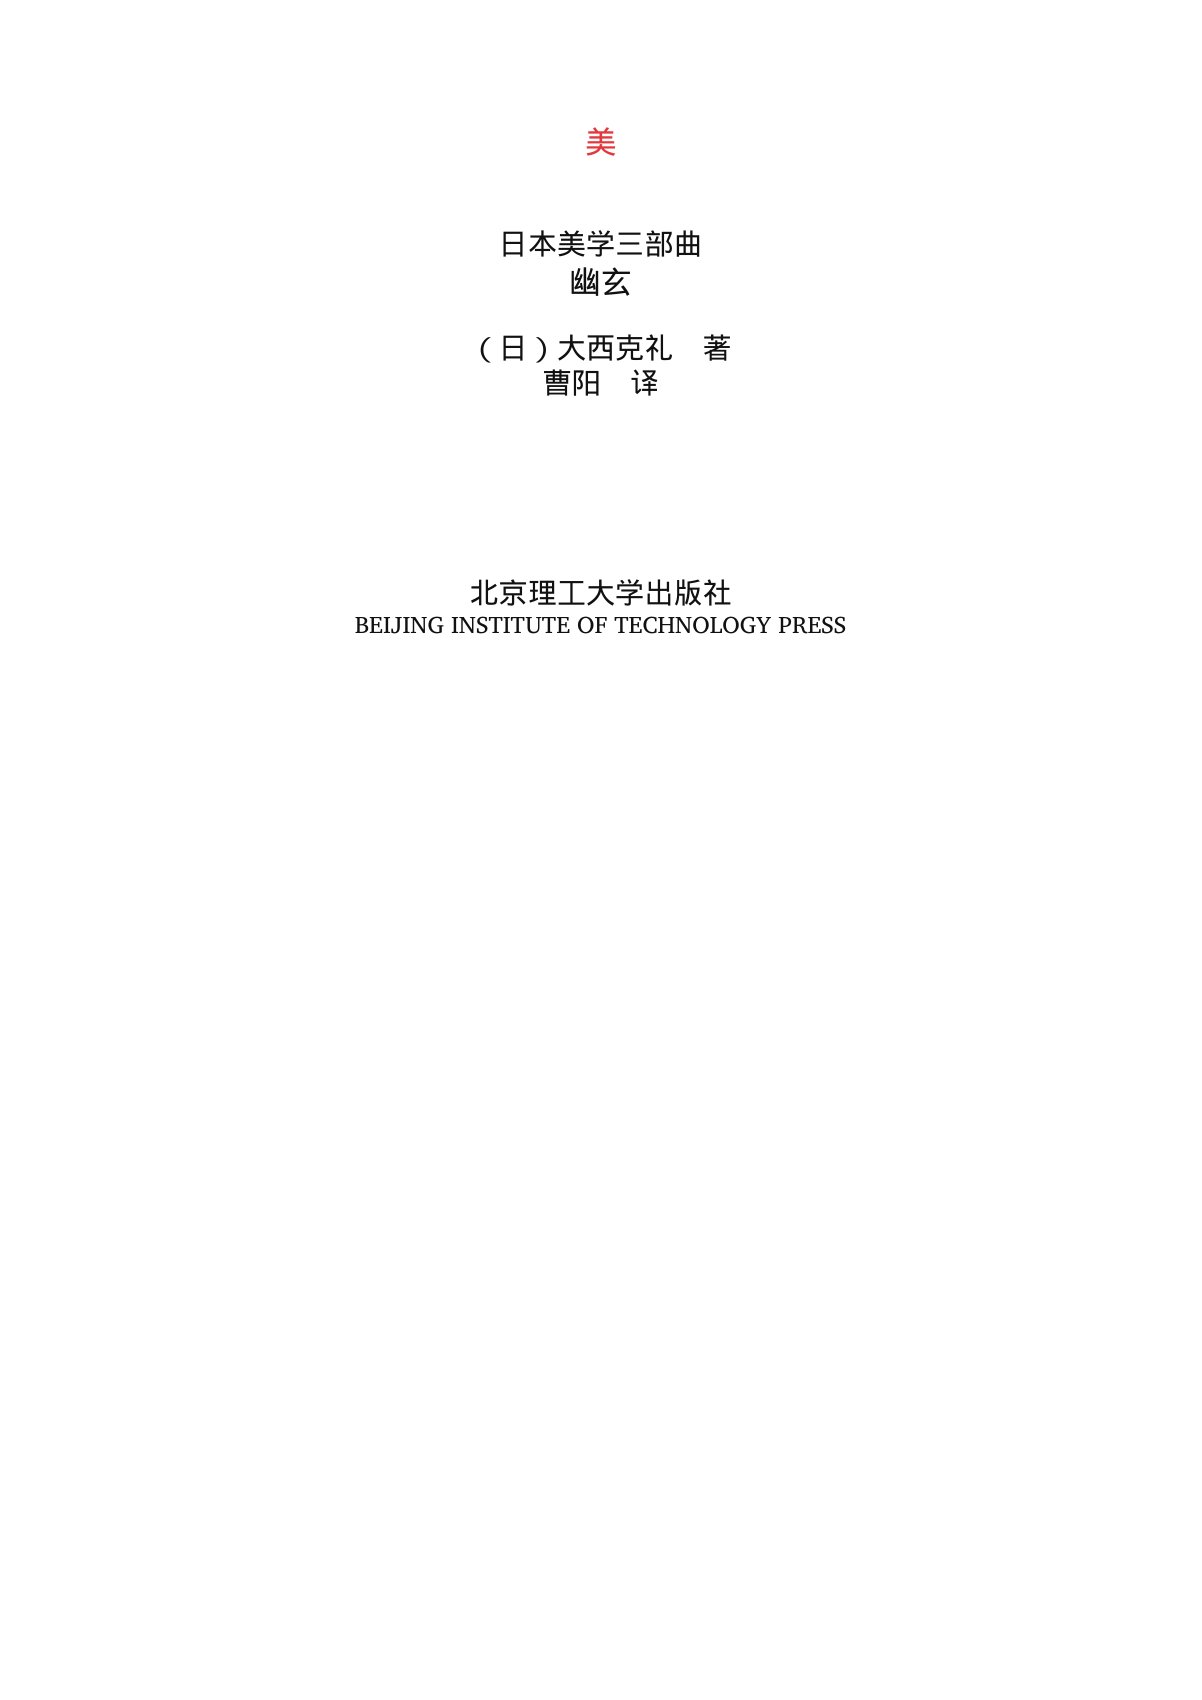 美
日本美学三部曲
幽玄
（日）大西克礼　著
曹阳　译
北京理工大学出版社
BEIJING INSTITUTE OF TECHNOLOGY PRESS